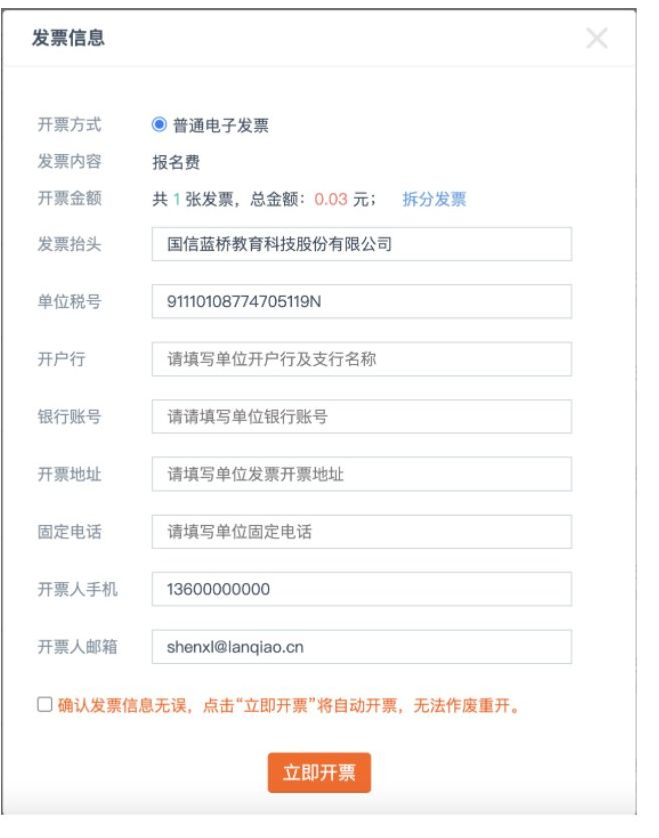 发票信息
开票方式 普通电子发票
发票内容 报名费
开票金额 共 1 张发票，总金额：0.03 元； 拆分发票
发票抬头 国信蓝桥教育科技股份有限公司
单位税号 91110108774705119N
开户行 请填写单位开户行及支行名称
银行账号 请请填写单位银行账号
开票地址 请填写单位发票开票地址
固定电话 请填写单位固定电话
开票人手机 13600000000
开票人邮箱 shenxl@lanqiao.cn
确认发票信息无误，点击“立即开票”将自动开票，无法作废重开。
立即开票